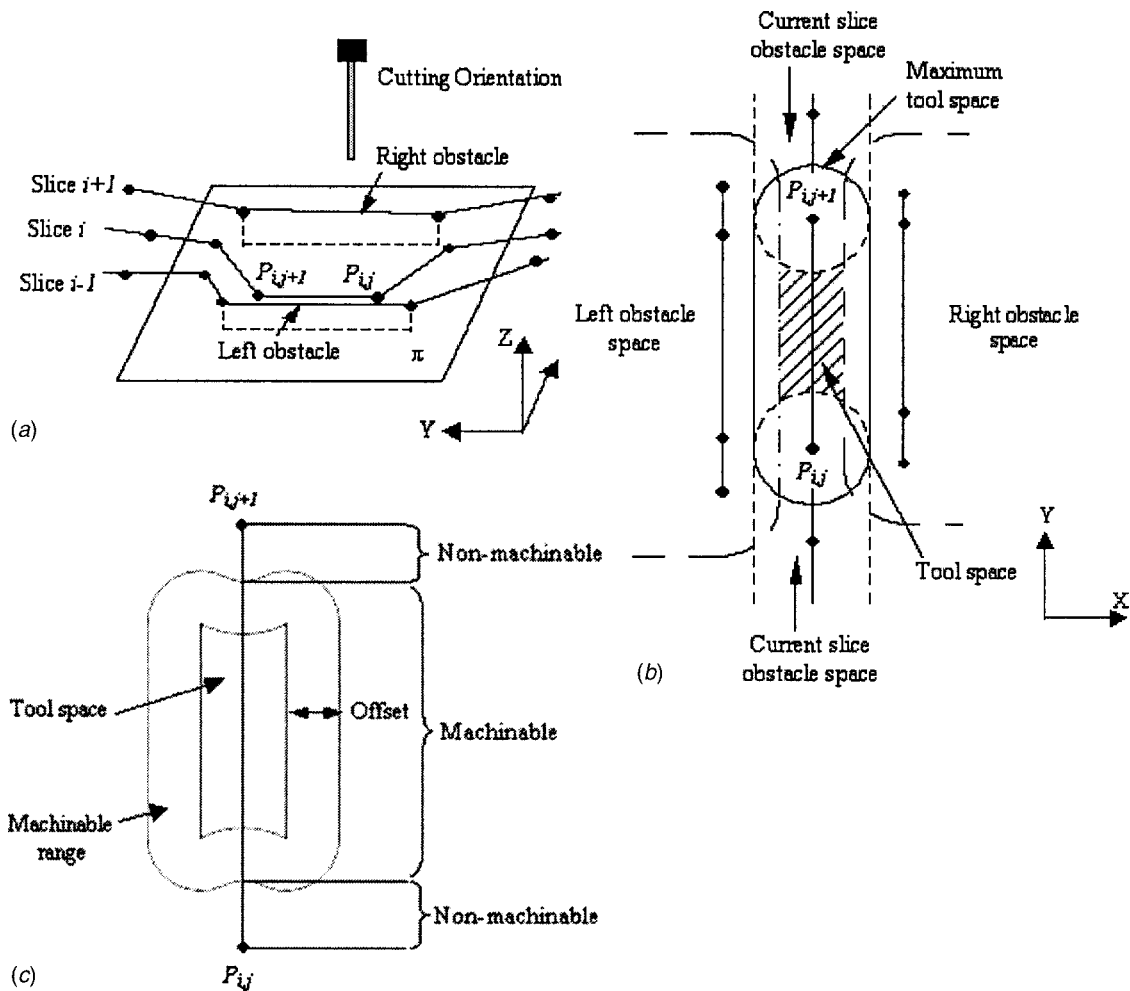 Cutting Orientation
Right obstacle
Slice i+1
Slice i
Slice i-1
P_{i,j+1}
P_{i,j}
Left obstacle
π
Z
Y
(a)
Current slice
obstacle space
Maximum
tool space
P_{i,j+1}
Left obstacle
space
Right obstacle
space
P_{i,j}
Tool space
Current slice
obstacle space
Y
X
(b)
P_{i,j+1}
Non-machinable
Tool space
Offset
Machinable
Machinable
range
Non-machinable
P_{i,j}
(c)